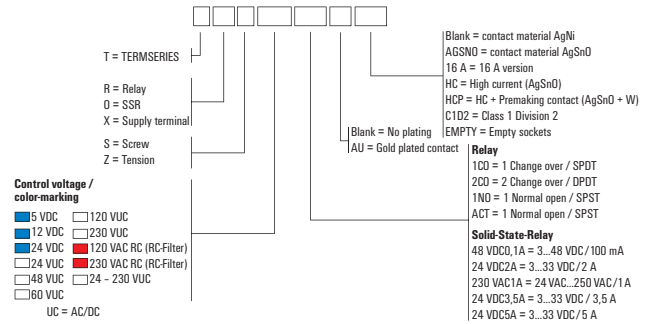 T = TERMSERIES
R = Relay
O = SSR
X = Supply terminal
S = Screw
Z = Tension
Control voltage /
color-marking
5 VDC
120 VUC
12 VDC
230 VUC
24 VDC
120 VAC RC (RC-Filter)
24 VUC
230 VAC RC (RC-Filter)
48 VUC
24 – 230 VUC
60 VUC
UC = AC/DC
Blank = No plating
AU = Gold plated contact
Blank = contact material AgNi
AGSNO = contact material AgSnO
16 A = 16 A version
HC = High current (AgSnO)
HCP = HC + Premaking contact (AgSnO + W)
C1D2 = Class 1 Division 2
EMPTY = Empty sockets
Relay
1CO = 1 Change over / SPDT
2CO = 2 Change over / DPDT
1NO = 1 Normal open / SPST
ACT = 1 Normal open / SPST
Solid-State-Relay
48 VDC0,1A = 3...48 VDC/100 mA
24 VDC2A = 3...33 VDC/2 A
230 VAC1A = 24 VAC...250 VAC/1A
24 VDC3,5A = 3...33 VDC / 3,5 A
24 VDC5A = 3...33 VDC/5 A